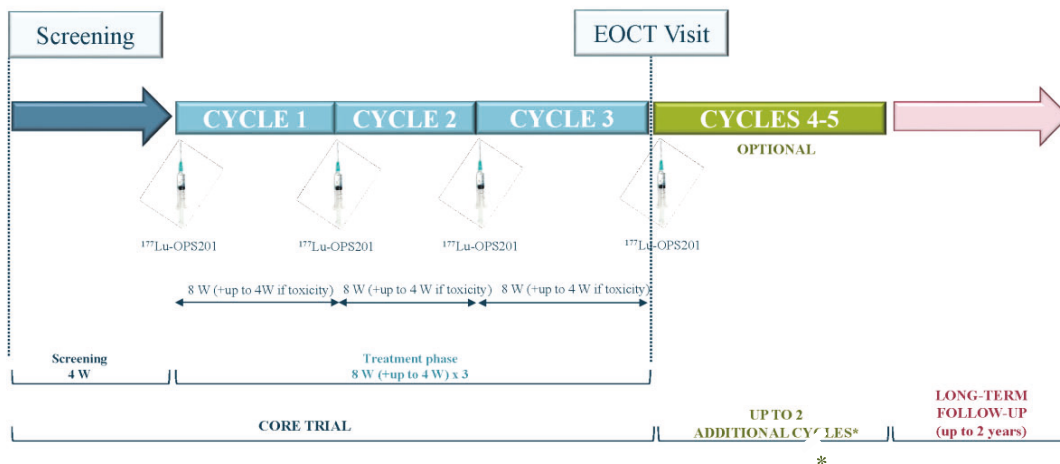 Screening
EOCT Visit
CYCLE 1
CYCLE 2
CYCLE 3
CYCLES 4-5
OPTIONAL
¹⁷⁷Lu-OPS201
¹⁷⁷Lu-OPS201
¹⁷⁷Lu-OPS201
¹⁷⁷Lu-OPS201
8 W (+up to 4W if toxicity)
8 W (+up to 4 W if toxicity)
8 W (+up to 4 W if toxicity)
Screening
4 W
Treatment phase
8 W (+up to 4 W) x 3
CORE TRIAL
UP TO 2
ADDITIONAL CYCLES*
*
LONG-TERM
FOLLOW-UP
(up to 2 years)